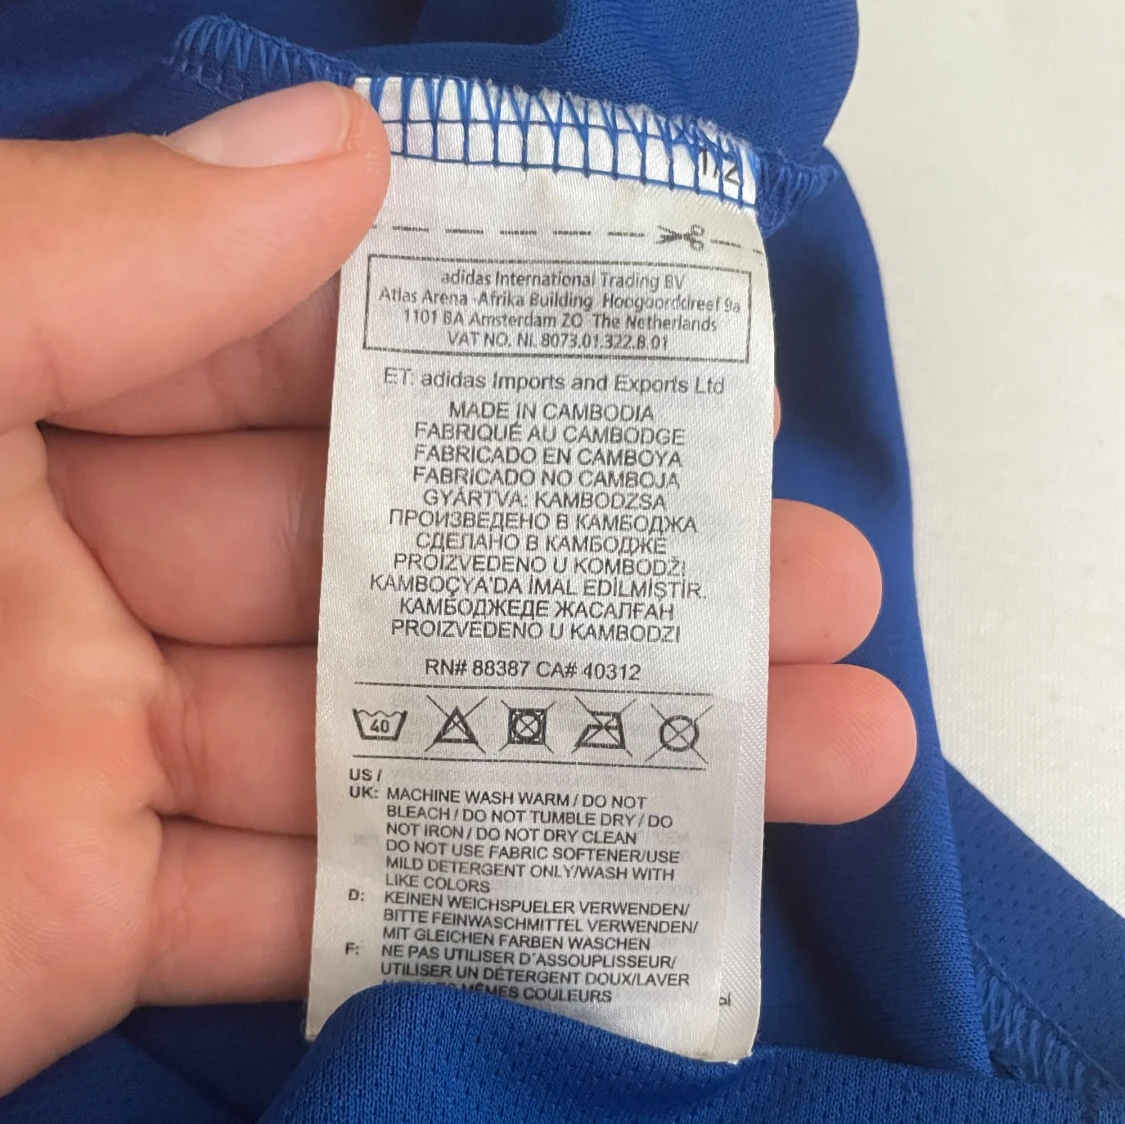 1/2
adidas International Trading BV
Atlas Arena -Afrika Building Hoogoorddreef 9a
1101 BA Amsterdam ZO The Netherlands
VAT NO. NL 8073.01.322.B.01
ET: adidas Imports and Exports Ltd
MADE IN CAMBODIA
FABRIQUÉ AU CAMBODGE
FABRICADO EN CAMBOYA
FABRICADO NO CAMBOJA
GYÁRTVA: KAMBODZSA
ПРОИЗВЕДЕНО В КАМБОДЖА
СДЕЛАНО В КАМБОДЖЕ
PROIZVEDENO U KOMBODŽI
KAMBOÇYA'DA İMAL EDİLMİŞTİR.
КАМБОДЖЕДЕ ЖАСАЛҒАН
PROIZVEDENO U KAMBODZI
RN# 88387 CA# 40312
40
US /
UK: MACHINE WASH WARM / DO NOT
BLEACH / DO NOT TUMBLE DRY / DO
NOT IRON / DO NOT DRY CLEAN
DO NOT USE FABRIC SOFTENER/USE
MILD DETERGENT ONLY/WASH WITH
LIKE COLORS
D: KEINEN WEICHSPUELER VERWENDEN/
BITTE FEINWASCHMITTEL VERWENDEN/
MIT GLEICHEN FARBEN WASCHEN
F: NE PAS UTILISER D'ASSOUPLISSEUR/
UTILISER UN DÉTERGENT DOUX/LAVER
MÊMES COULEURS